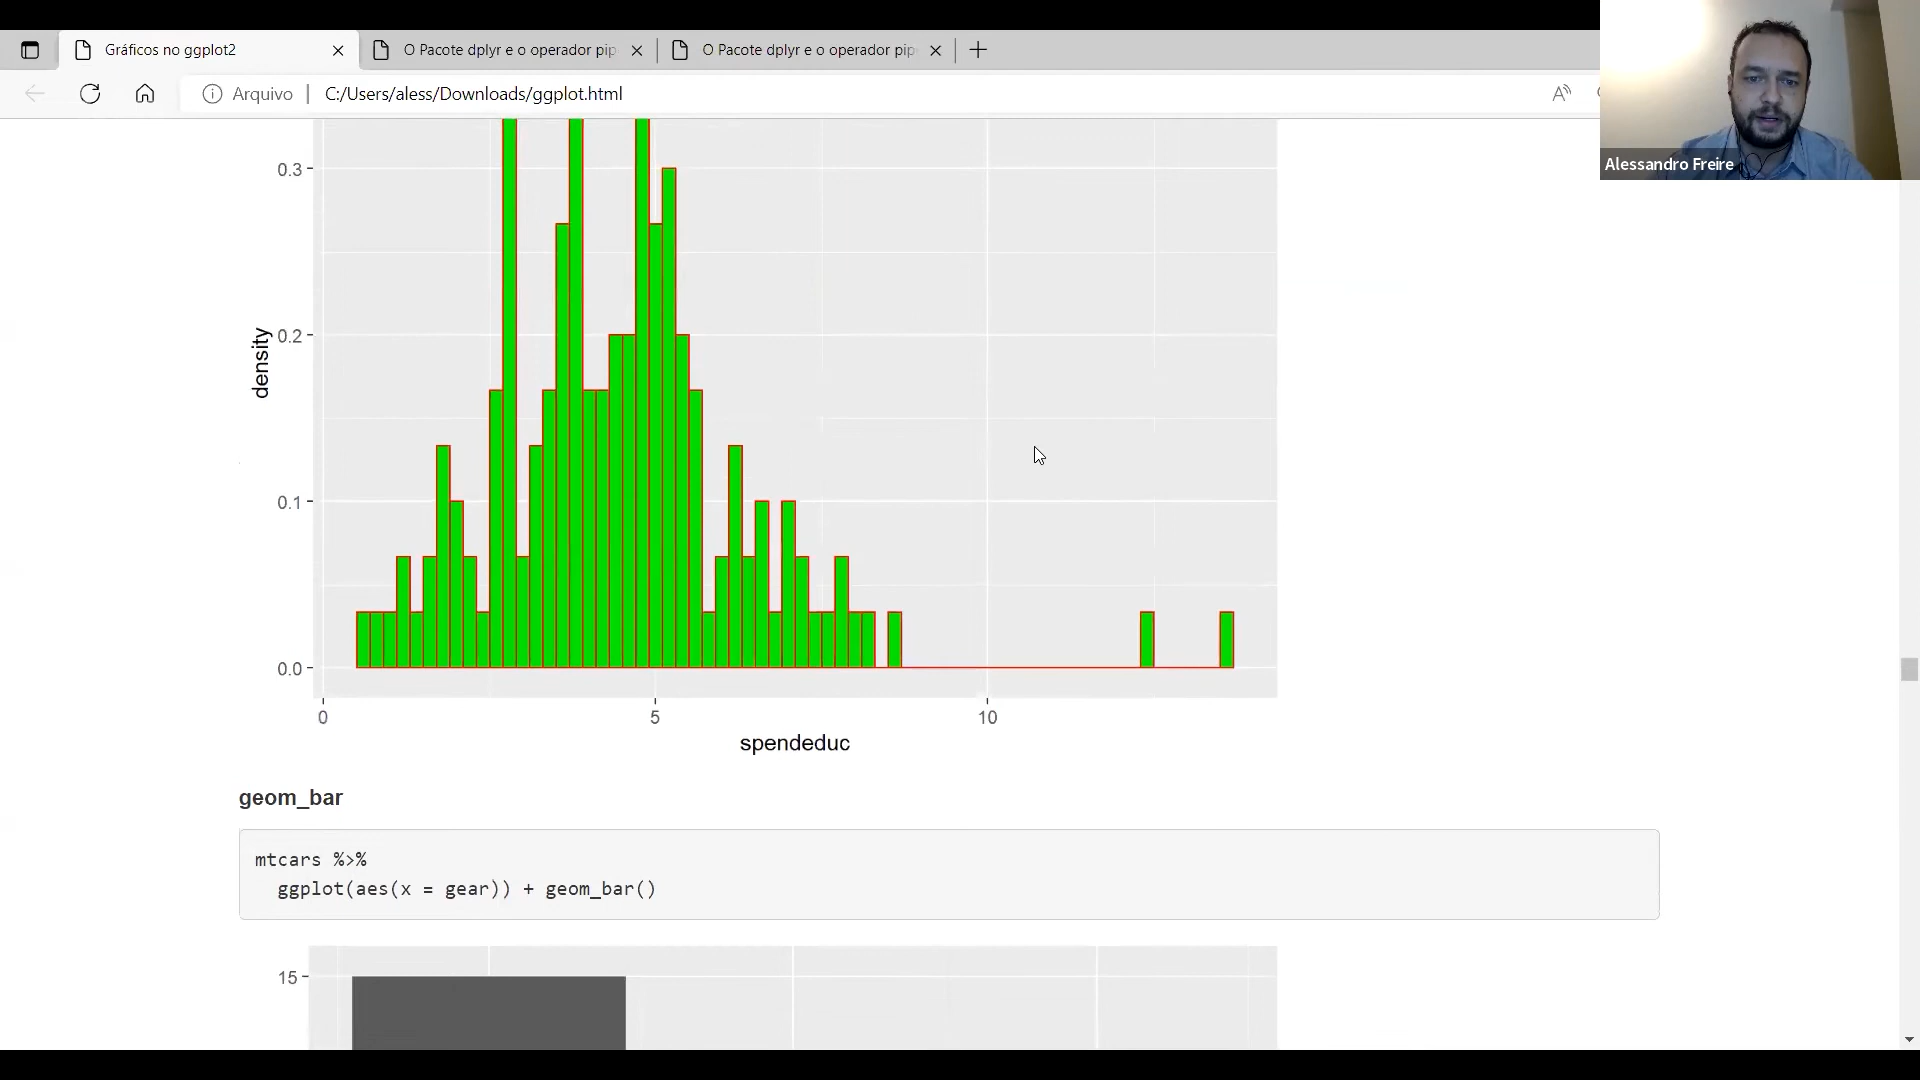 Gráficos no ggplot2
O Pacote dplyr e o operador pip
O Pacote dplyr e o operador pip
Arquivo
C:/Users/aless/Downloads/ggplot.html
Alessandro Freire
0.3
0.2
0.1
0.0
density
0
5
10
spendeduc
geom_bar
mtcars %>%
ggplot(aes(x = gear)) + geom_bar()
15